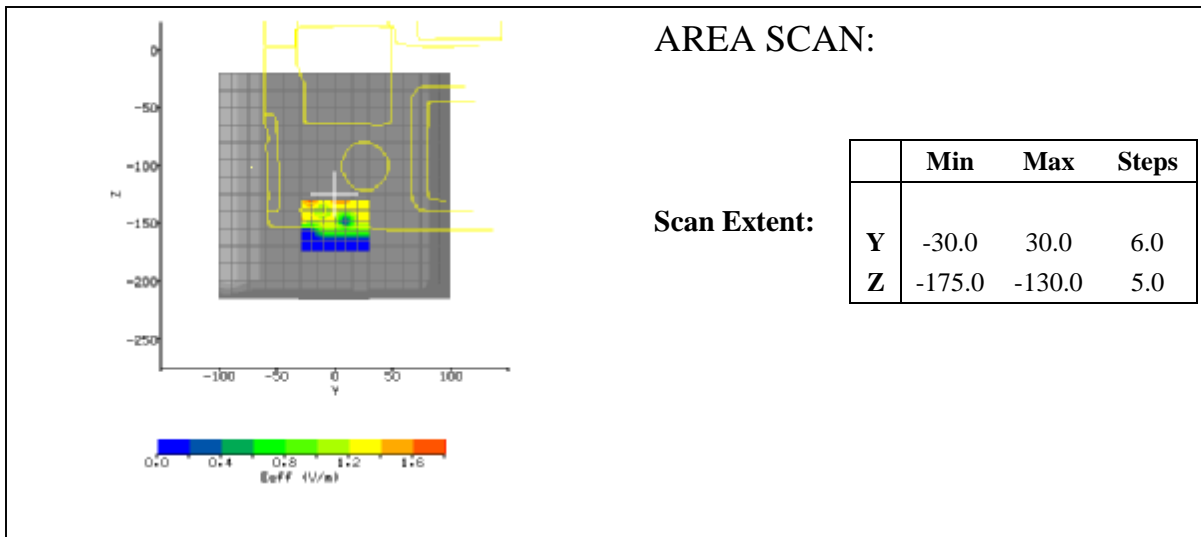 AREA SCAN:
0
-50
-100
-150
-200
-250
Z
-100 -50 0 50 100
Y
0.0 0.4 0.8 1.2 1.6
Eeff (V/m)
Scan Extent:
Min Max Steps
Y -30.0 30.0 6.0
Z -175.0 -130.0 5.0